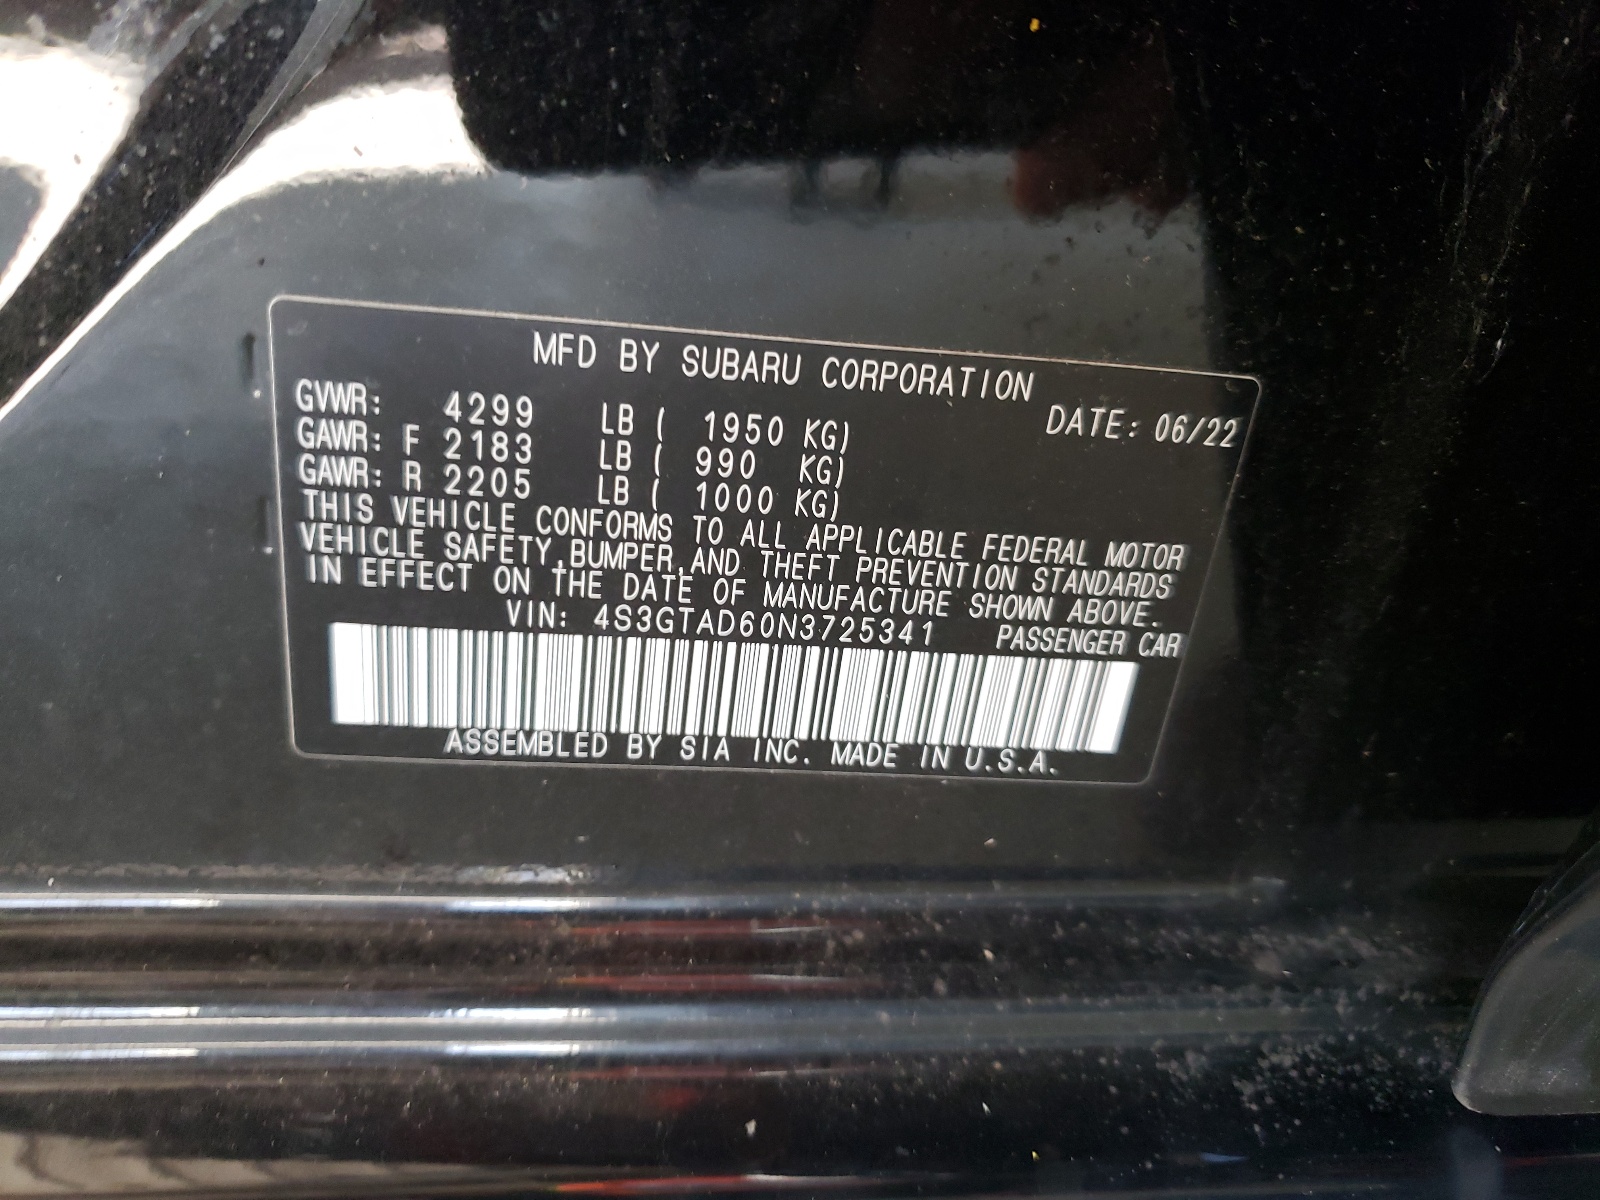 MFD BY SUBARU CORPORATION
DATE: 06/22
GVWR: 4299 LB ( 1950 KG)
GAWR: F 2183 LB ( 990 KG)
GAWR: R 2205 LB ( 1000 KG)
THIS VEHICLE CONFORMS TO ALL APPLICABLE FEDERAL MOTOR
VEHICLE SAFETY,BUMPER,AND THEFT PREVENTION STANDARDS
IN EFFECT ON THE DATE OF MANUFACTURE SHOWN ABOVE.
VIN: 4S3GTAD60N3725341 PASSENGER CAR
ASSEMBLED BY SIA INC. MADE IN U.S.A.